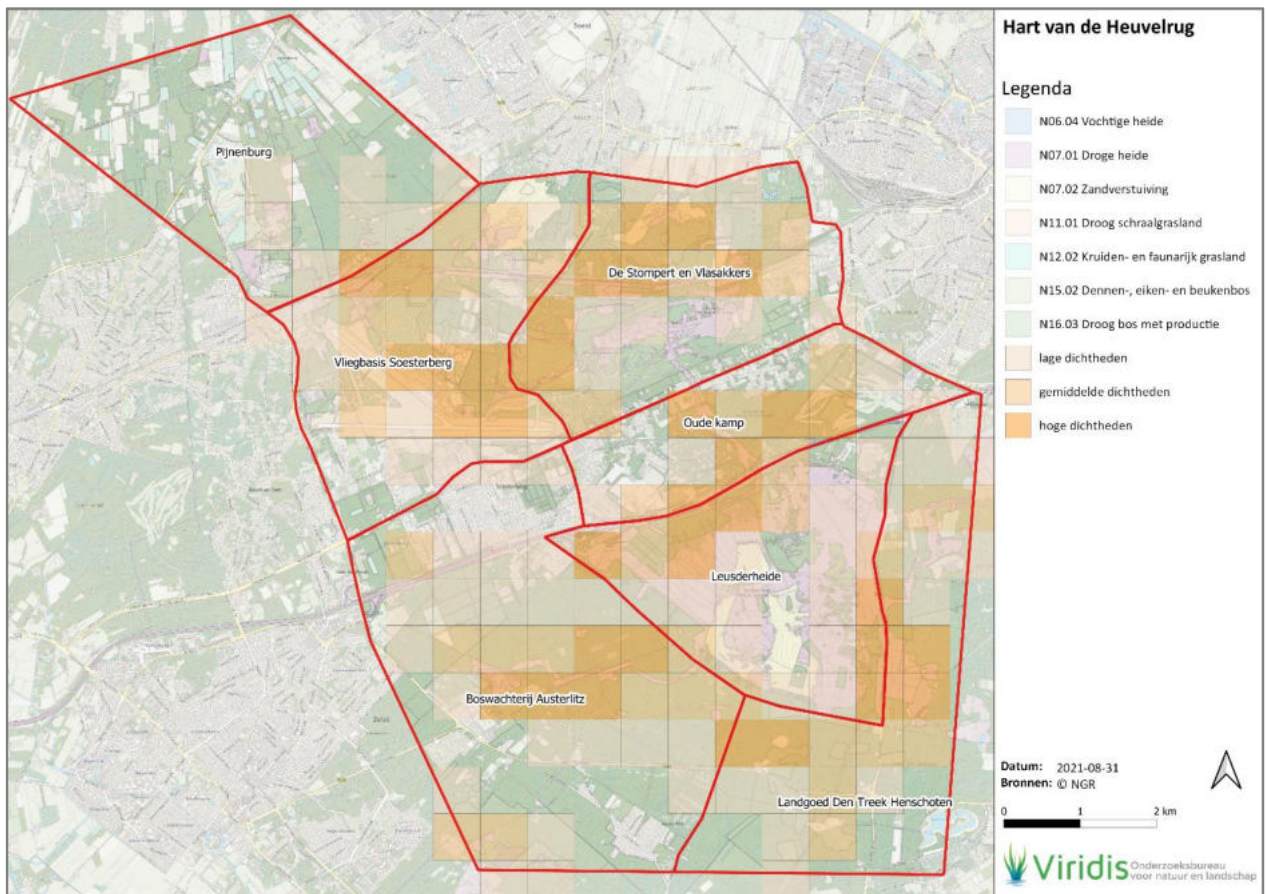 Hart van de Heuvelrug
Legenda
N06.04 Vochtige heide
N07.01 Droge heide
N07.02 Zandverstuiving
N11.01 Droog schraalgrasland
N12.02 Kruiden- en faunarijk grasland
N15.02 Dennen-, eiken- en beukenbos
N16.03 Droog bos met productie
lage dichtheden
gemiddelde dichtheden
hoge dichtheden
Pijnenburg
De Stompert en Vlasakkers
Vliegbasis Soesterberg
Oude kamp
Leusderheide
Boswachterij Austerlitz
Landgoed Den Treek Henschoten
Datum: 2021-08-31
Bronnen: © NGR
0 1 2 km
Viridis Onderzoeksbureau
voor natuur en landschap